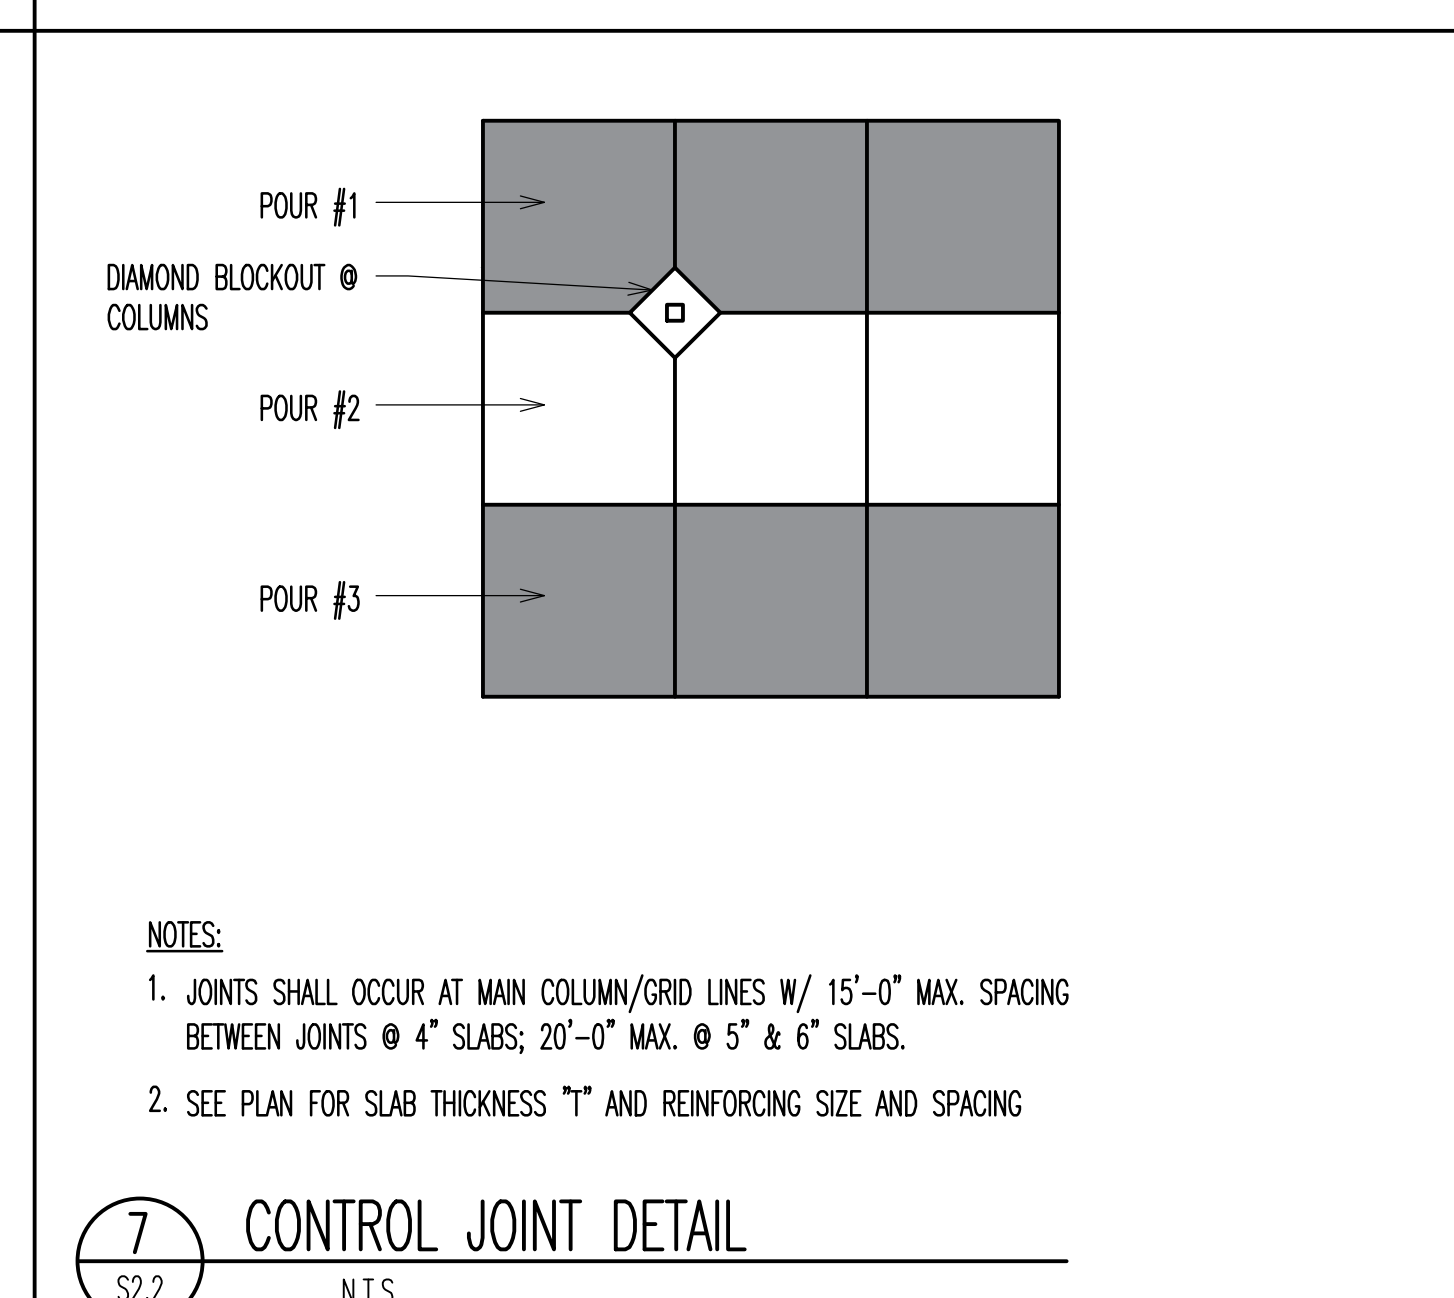 POUR #1
DIAMOND BLOCKOUT @
COLUMNS
POUR #2
POUR #3
NOTES:
1. JOINTS SHALL OCCUR AT MAIN COLUMN/GRID LINES W/ 15'-0" MAX. SPACING
BETWEEN JOINTS @ 4" SLABS; 20'-0" MAX. @ 5" & 6" SLABS.
2. SEE PLAN FOR SLAB THICKNESS "T" AND REINFORCING SIZE AND SPACING
7
CONTROL JOINT DETAIL
S2.2
N.T.S.